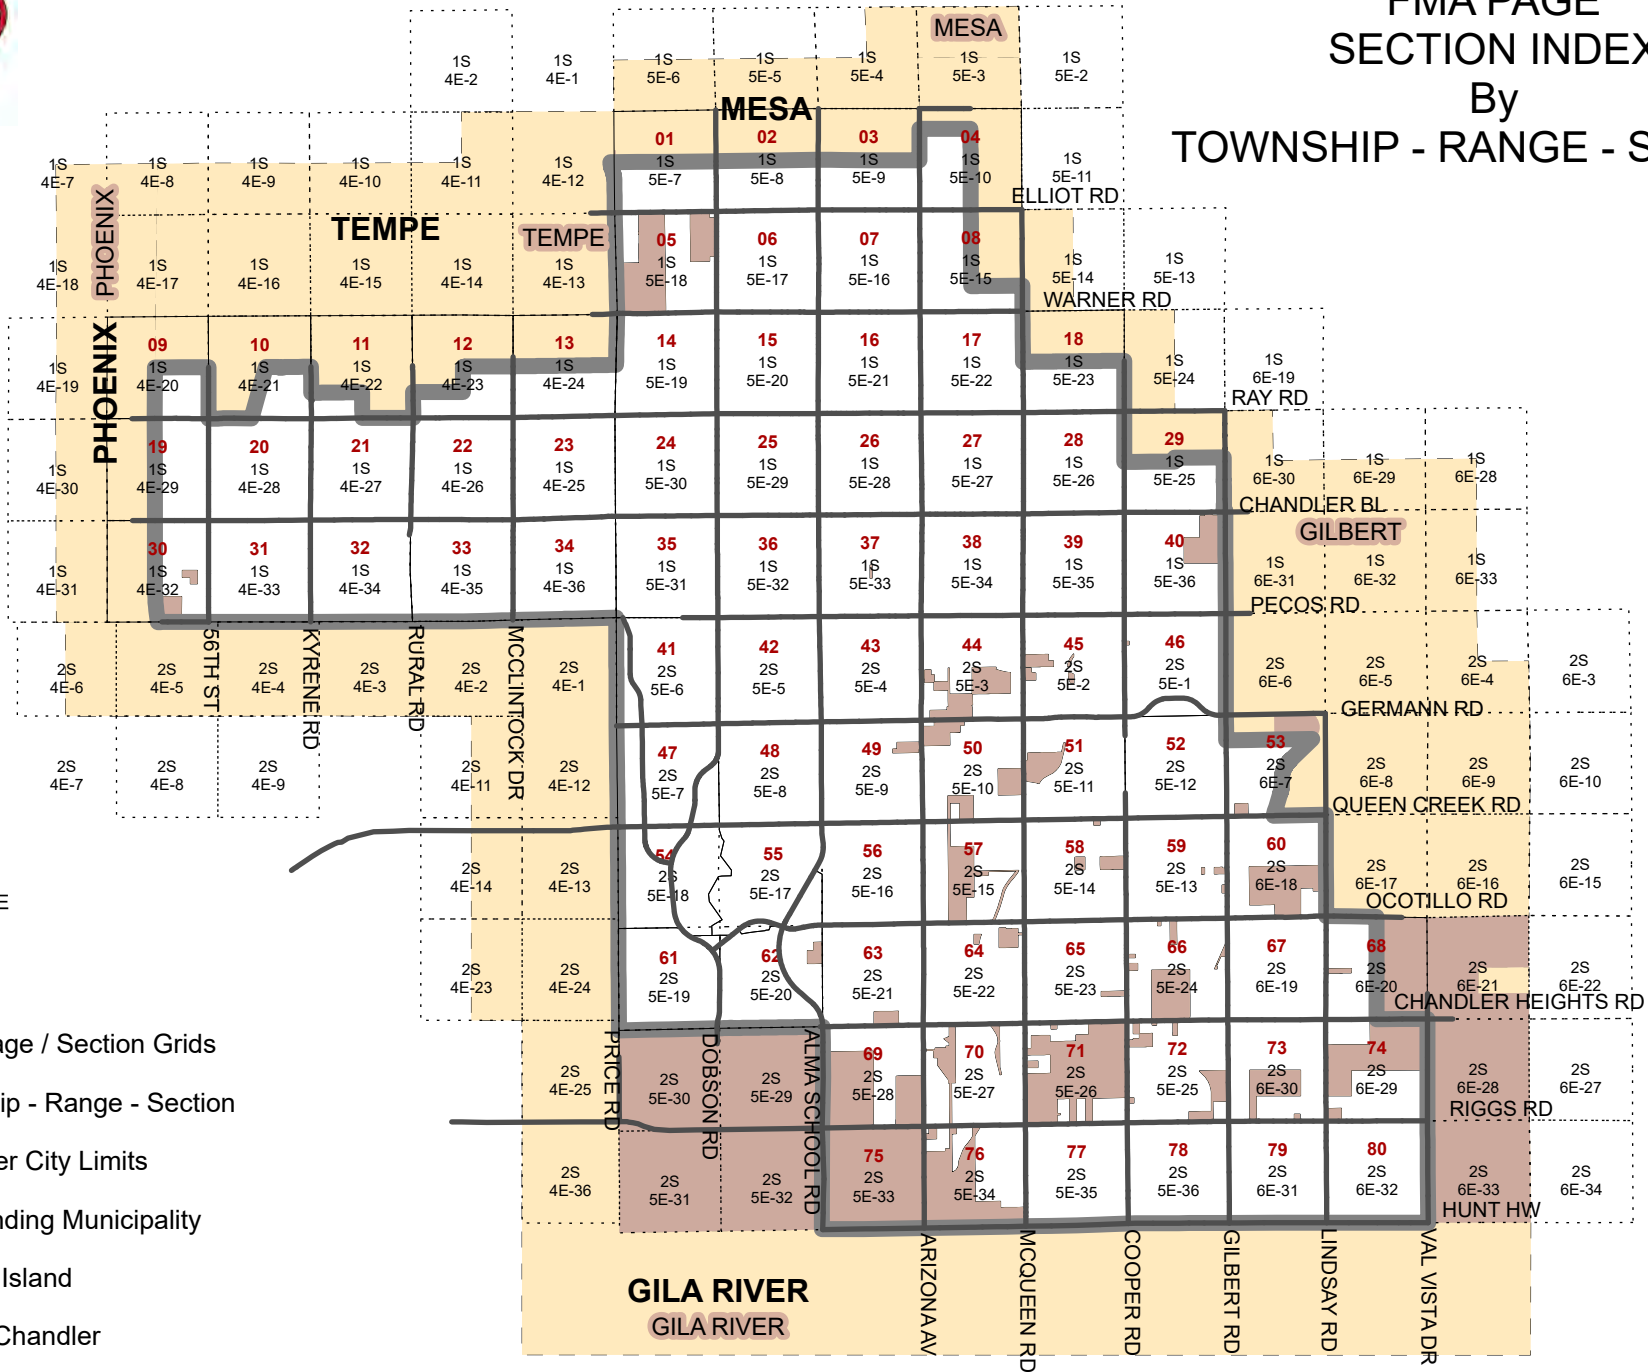 FMA PAGE
SECTION INDEX
By
TOWNSHIP - RANGE - S
MESA
MESA
1S 4E-2
1S 4E-1
1S 5E-6
1S 5E-5
1S 5E-4
1S 5E-3
1S 5E-2
1S 4E-7
1S 4E-8
1S 4E-9
1S 4E-10
1S 4E-11
1S 4E-12
01 1S 5E-7
02 1S 5E-8
03 1S 5E-9
04 1S 5E-10
1S 5E-11
ELLIOT RD
PHOENIX
TEMPE
TEMPE
1S 4E-18
1S 4E-17
1S 4E-16
1S 4E-15
1S 4E-14
1S 4E-13
05 1S 5E-18
06 1S 5E-17
07 1S 5E-16
08 1S 5E-15
1S 5E-14
1S 5E-13
WARNER RD
PHOENIX
1S 4E-19
09 1S 4E-20
10 1S 4E-21
11 1S 4E-22
12 1S 4E-23
13 1S 4E-24
14 1S 5E-19
15 1S 5E-20
16 1S 5E-21
17 1S 5E-22
18 1S 5E-23
1S 5E-24
1S 6E-19
RAY RD
1S 4E-30
19 1S 4E-29
20 1S 4E-28
21 1S 4E-27
22 1S 4E-26
23 1S 4E-25
24 1S 5E-30
25 1S 5E-29
26 1S 5E-28
27 1S 5E-27
28 1S 5E-26
29 1S 5E-25
1S 6E-30
1S 6E-29
1S 6E-28
CHANDLER BL
GILBERT
1S 4E-31
30 1S 4E-32
31 1S 4E-33
32 1S 4E-34
33 1S 4E-35
34 1S 4E-36
35 1S 5E-31
36 1S 5E-32
37 1S 5E-33
38 1S 5E-34
39 1S 5E-35
40 1S 5E-36
1S 6E-31
1S 6E-32
1S 6E-33
PECOS RD
2S 4E-6
2S 4E-5
2S 4E-4
2S 4E-3
2S 4E-2
2S 4E-1
41 2S 5E-6
42 2S 5E-5
43 2S 5E-4
44 2S 5E-3
45 2S 5E-2
46 2S 5E-1
2S 6E-6
2S 6E-5
2S 6E-4
2S 6E-3
56TH ST
KYRENE RD
RURAL RD
MCCLINTOCK DR
GERMANN RD
2S 4E-7
2S 4E-8
2S 4E-9
2S 4E-11
2S 4E-12
47 2S 5E-7
48 2S 5E-8
49 2S 5E-9
50 2S 5E-10
51 2S 5E-11
52 2S 5E-12
53 2S 6E-7
2S 6E-8
2S 6E-9
2S 6E-10
QUEEN CREEK RD
2S 4E-14
2S 4E-13
54 2S 5E-18
55 2S 5E-17
56 2S 5E-16
57 2S 5E-15
58 2S 5E-14
59 2S 5E-13
60 2S 6E-18
2S 6E-17
2S 6E-16
2S 6E-15
OCOTILLO RD
E
2S 4E-23
2S 4E-24
61 2S 5E-19
62 2S 5E-20
63 2S 5E-21
64 2S 5E-22
65 2S 5E-23
66 2S 5E-24
67 2S 6E-19
68 2S 6E-20
2S 6E-21
2S 6E-22
CHANDLER HEIGHTS RD
age / Section Grids
ip - Range - Section
er City Limits
nding Municipality
Island
Chandler
2S 4E-25
PRICE RD
2S 5E-30
DOBSON RD
2S 5E-29
ALMA SCHOOL RD
69 2S 5E-28
70 2S 5E-27
71 2S 5E-26
72 2S 5E-25
73 2S 6E-30
74 2S 6E-29
2S 6E-28
2S 6E-27
RIGGS RD
2S 4E-36
2S 5E-31
2S 5E-32
75 2S 5E-33
76 2S 5E-34
77 2S 5E-35
78 2S 5E-36
79 2S 6E-31
80 2S 6E-32
2S 6E-33
2S 6E-34
HUNT HW
GILA RIVER
GILA RIVER
ARIZONA AV
MCQUEEN RD
COOPER RD
GILBERT RD
LINDSAY RD
VAL VISTA DR